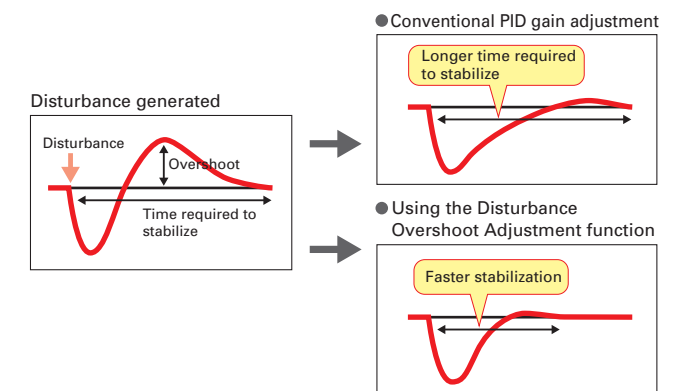 Disturbance generated
Disturbance
Overshoot
Time required to
stabilize
●Conventional PID gain adjustment
Longer time required
to stabilize
●Using the Disturbance
Overshoot Adjustment function
Faster stabilization